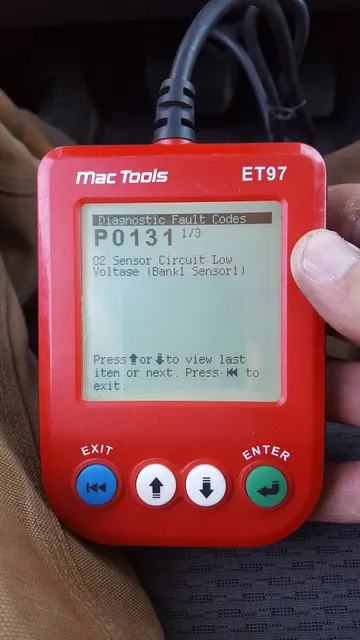 Mac Tools ET97
Diagnostic Fault Codes
P0131 1/3
O2 Sensor Circuit Low
Voltage (Bank1 Sensor1)
Press⬆or⬇to view last
item or next. Press ⏮ to
exit.
EXIT ENTER